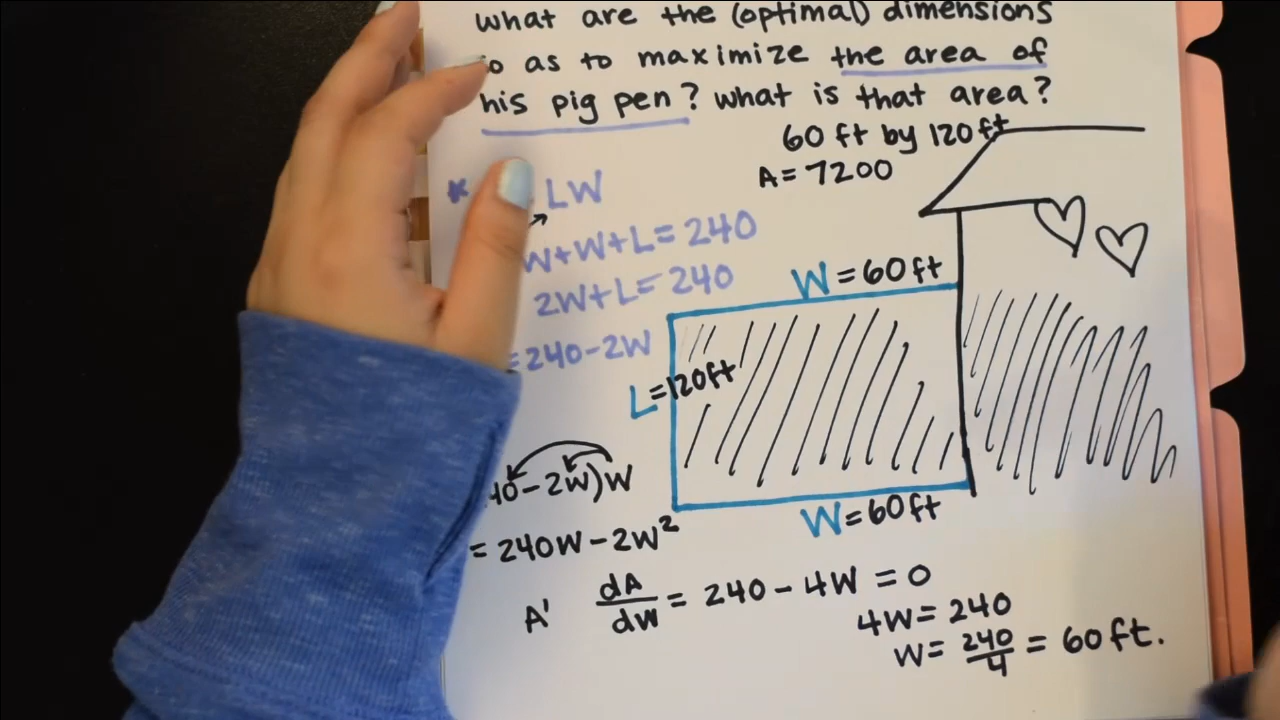 what are the (optimal) dimensions
as to maximize the area of
his pig pen? what is that area?
60 ft by 120 ft
A = 7200
* LW
W+W+L=240
2W+L=240
=240-2W
W=60ft
L=120ft
W=60ft
40-2W)W
= 240W-2W²
A' dA/dW = 240-4W = 0
4W=240
W= 240/4 = 60ft.